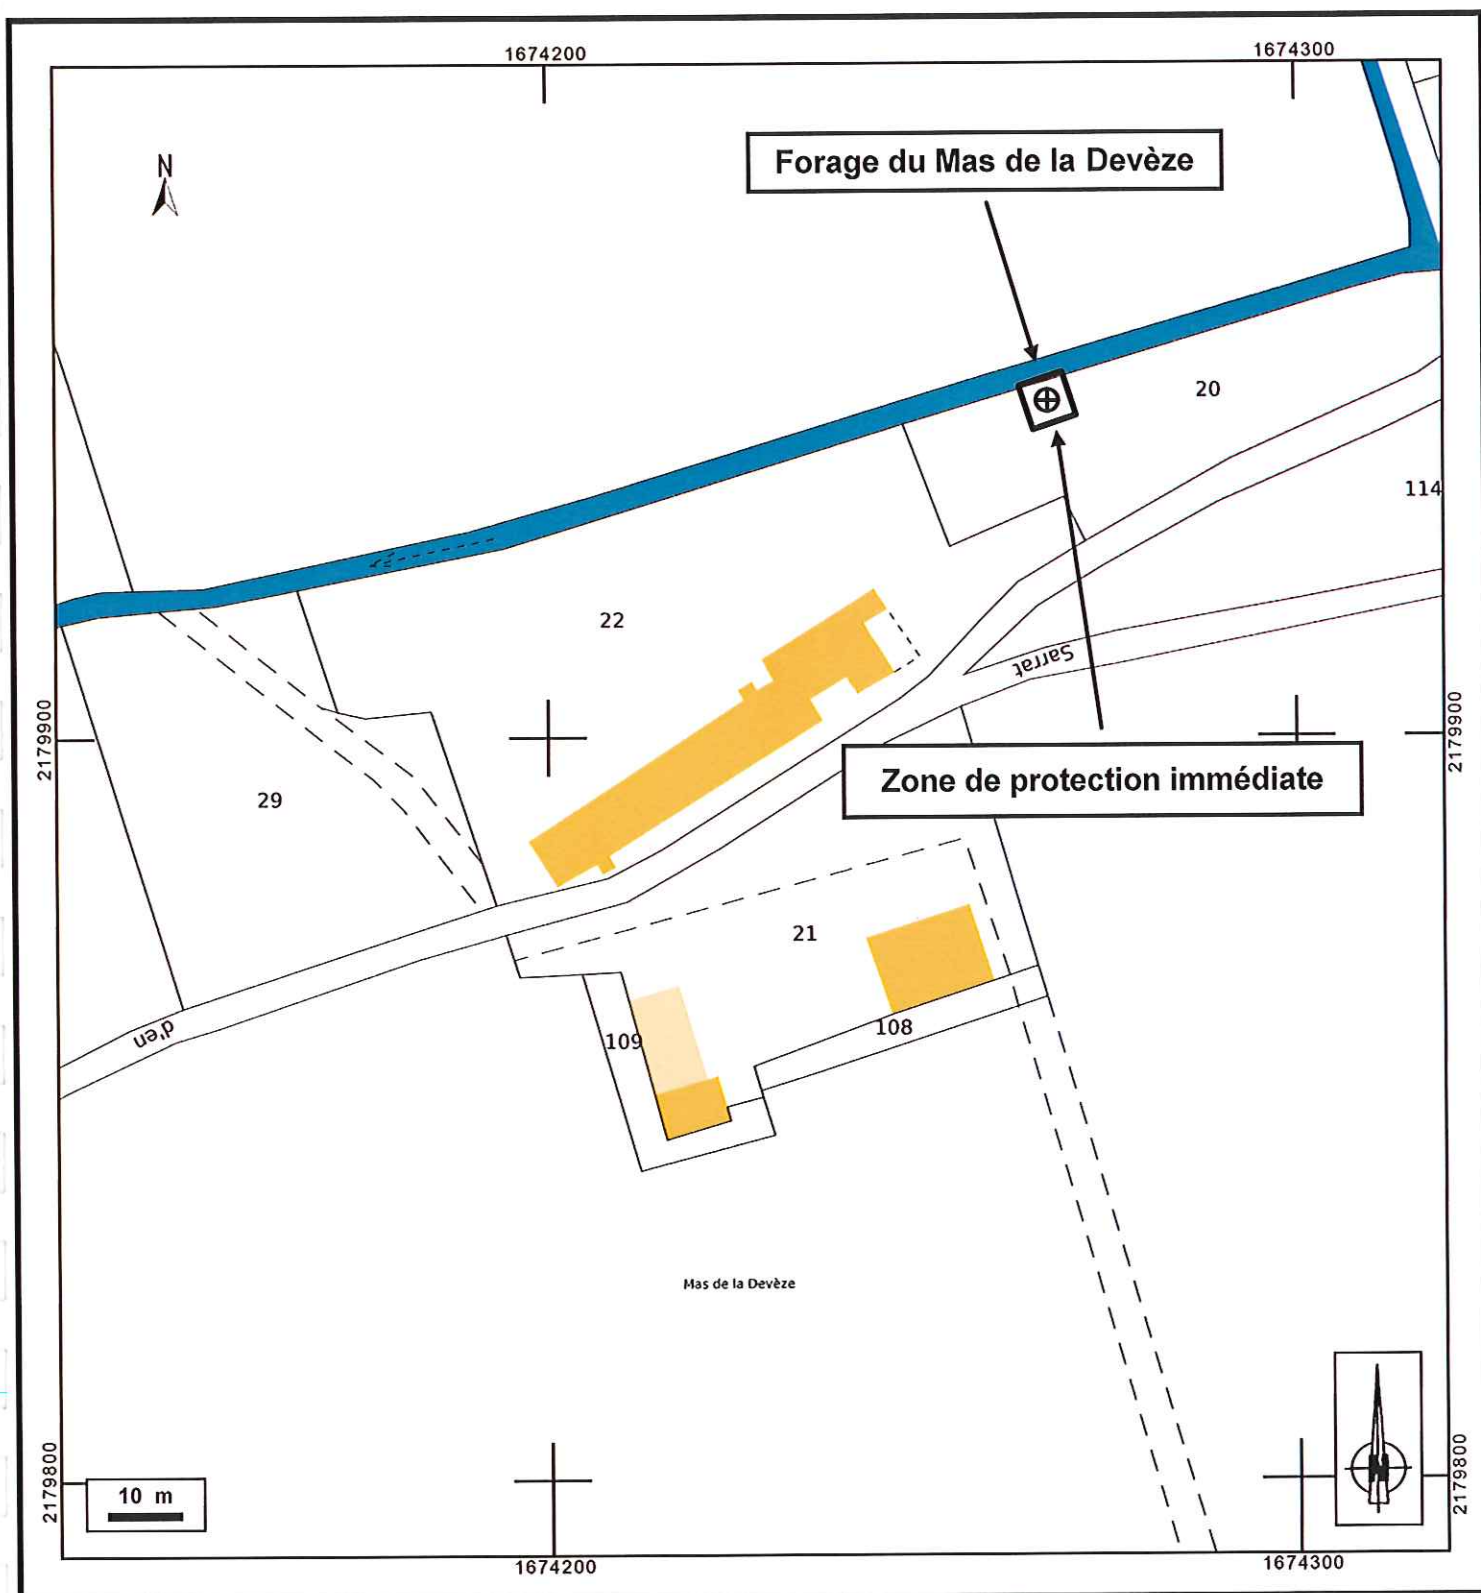 1674200
1674300
N
Forage du Mas de la Devèze
20
114
22
Sarrat
2179900
2179900
Zone de protection immédiate
29
21
d'en
109
108
Mas de la Devèze
2179800
2179800
10 m
N
1674200
1674300